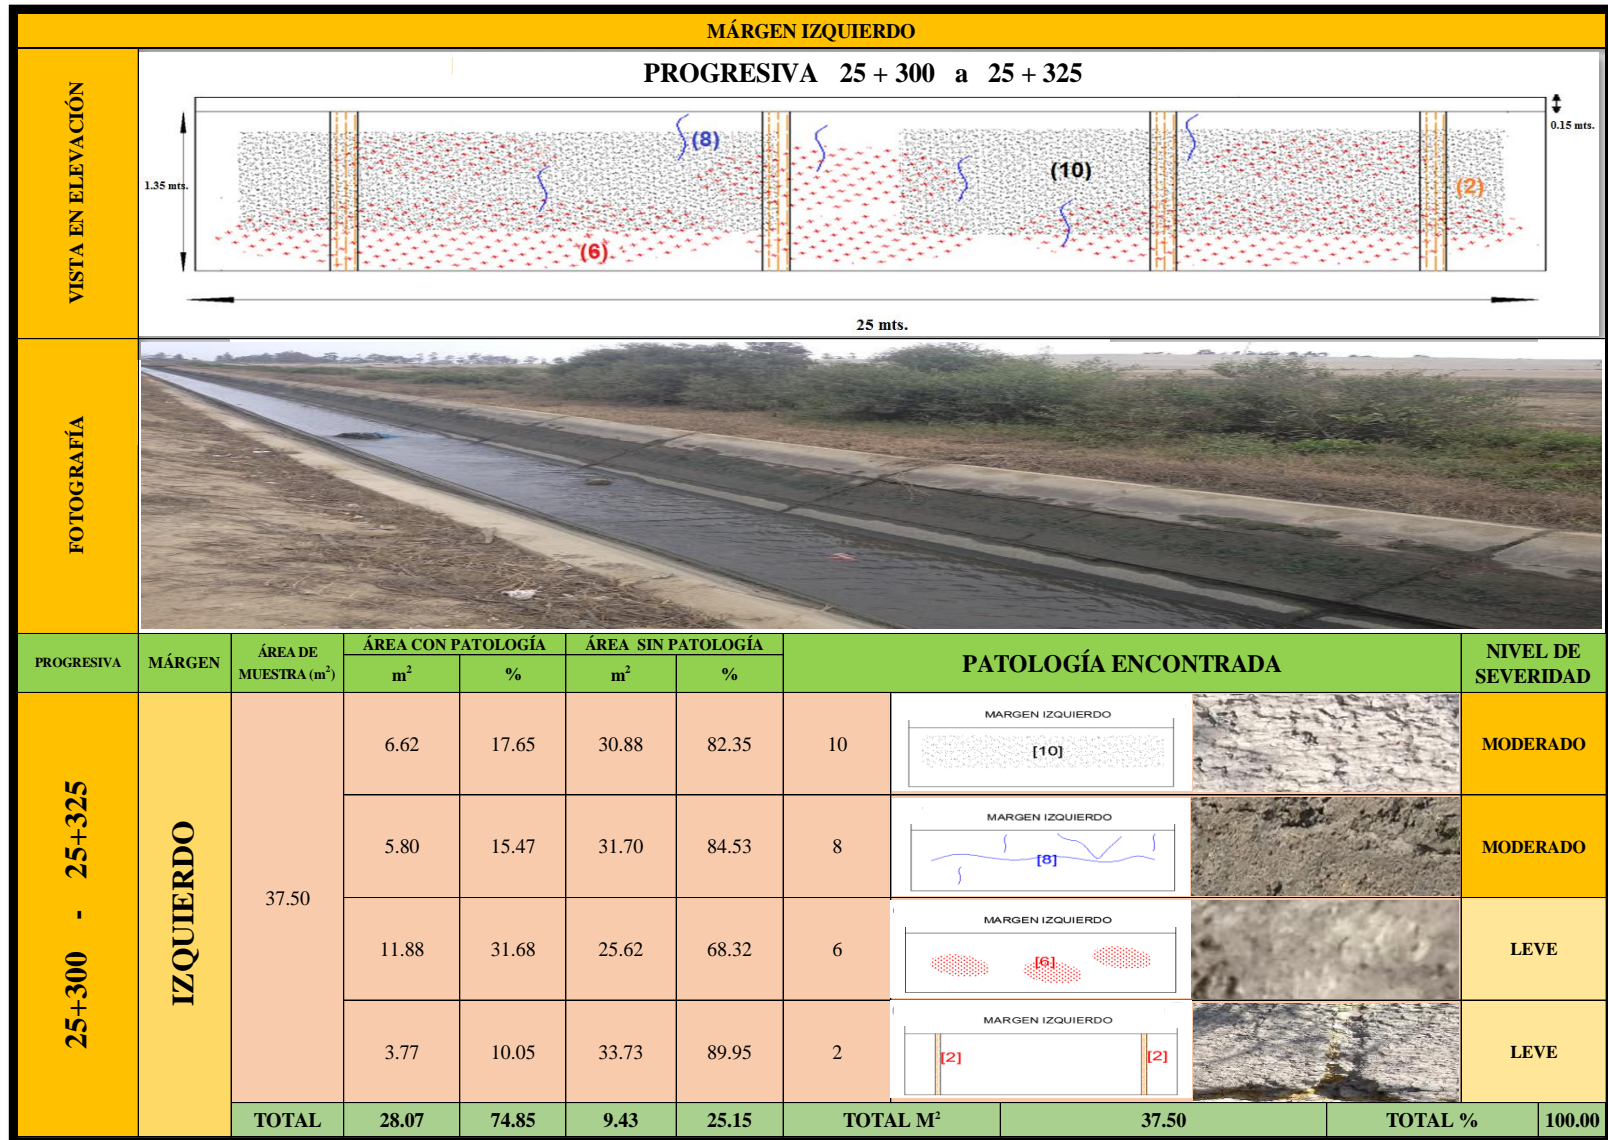 MÁRGEN IZQUIERDO
VISTA EN ELEVACIÓN
PROGRESIVA 25 + 300 a 25 + 325
0.15 mts.
1.35 mts.
(8)
(10)
(2)
(6)
25 mts.
FOTOGRAFÍA
PROGRESIVA
MÁRGEN
ÁREA DE MUESTRA (m²)
ÁREA CON PATOLOGÍA
ÁREA SIN PATOLOGÍA
m²
%
m²
%
PATOLOGÍA ENCONTRADA
NIVEL DE SEVERIDAD
25+300 - 25+325
IZQUIERDO
37.50
6.62 17.65 30.88 82.35 10
MARGEN IZQUIERDO
[10]
MODERADO
5.80 15.47 31.70 84.53 8
MARGEN IZQUIERDO
[8]
MODERADO
11.88 31.68 25.62 68.32 6
MARGEN IZQUIERDO
[6]
LEVE
3.77 10.05 33.73 89.95 2
MARGEN IZQUIERDO
[2] [2]
LEVE
TOTAL 28.07 74.85 9.43 25.15 TOTAL M² 37.50 TOTAL % 100.00